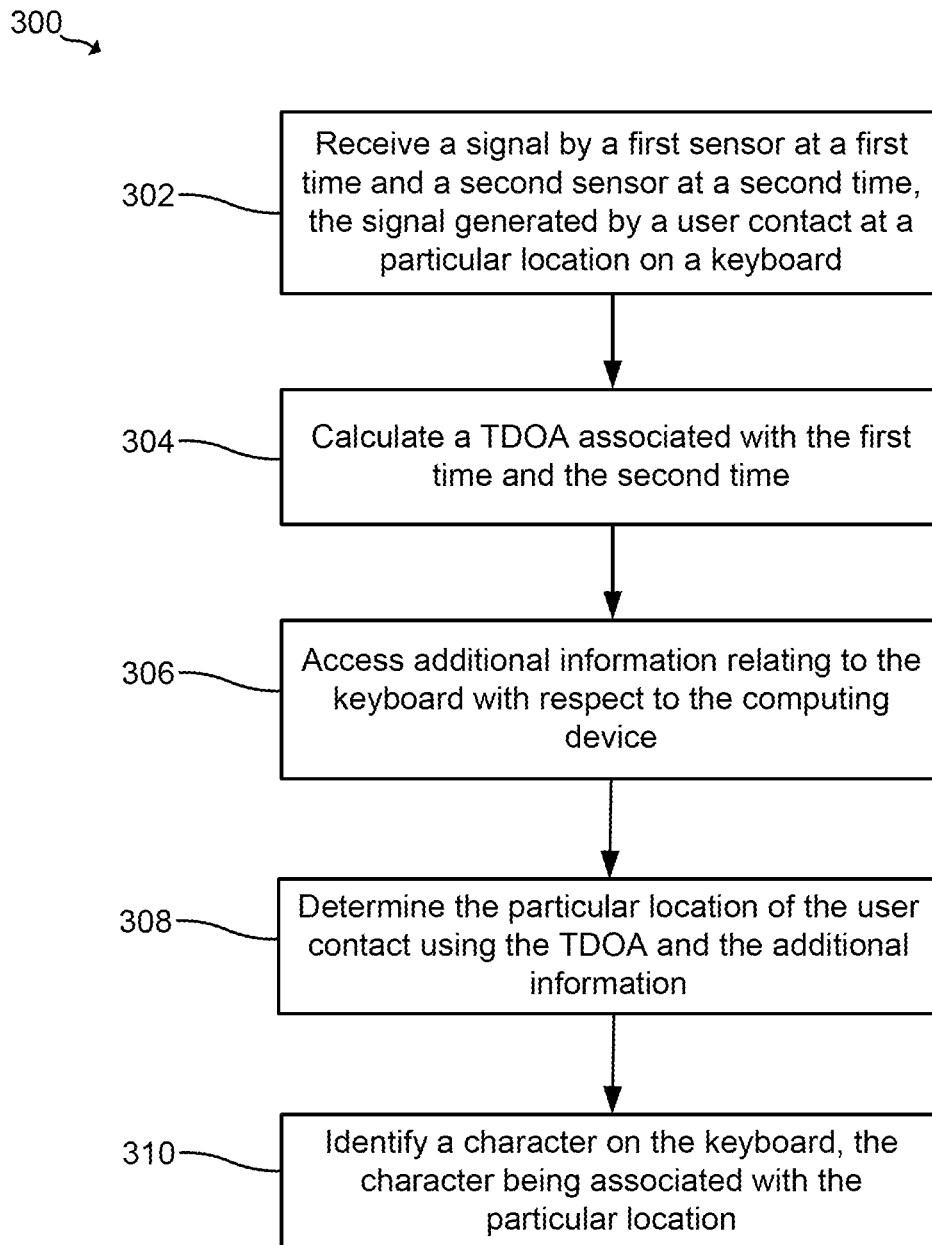 300
302
Receive a signal by a first sensor at a first
time and a second sensor at a second time,
the signal generated by a user contact at a
particular location on a keyboard
304
Calculate a TDOA associated with the first
time and the second time
306
Access additional information relating to the
keyboard with respect to the computing
device
308
Determine the particular location of the user
contact using the TDOA and the additional
information
310
Identify a character on the keyboard, the
character being associated with the
particular location